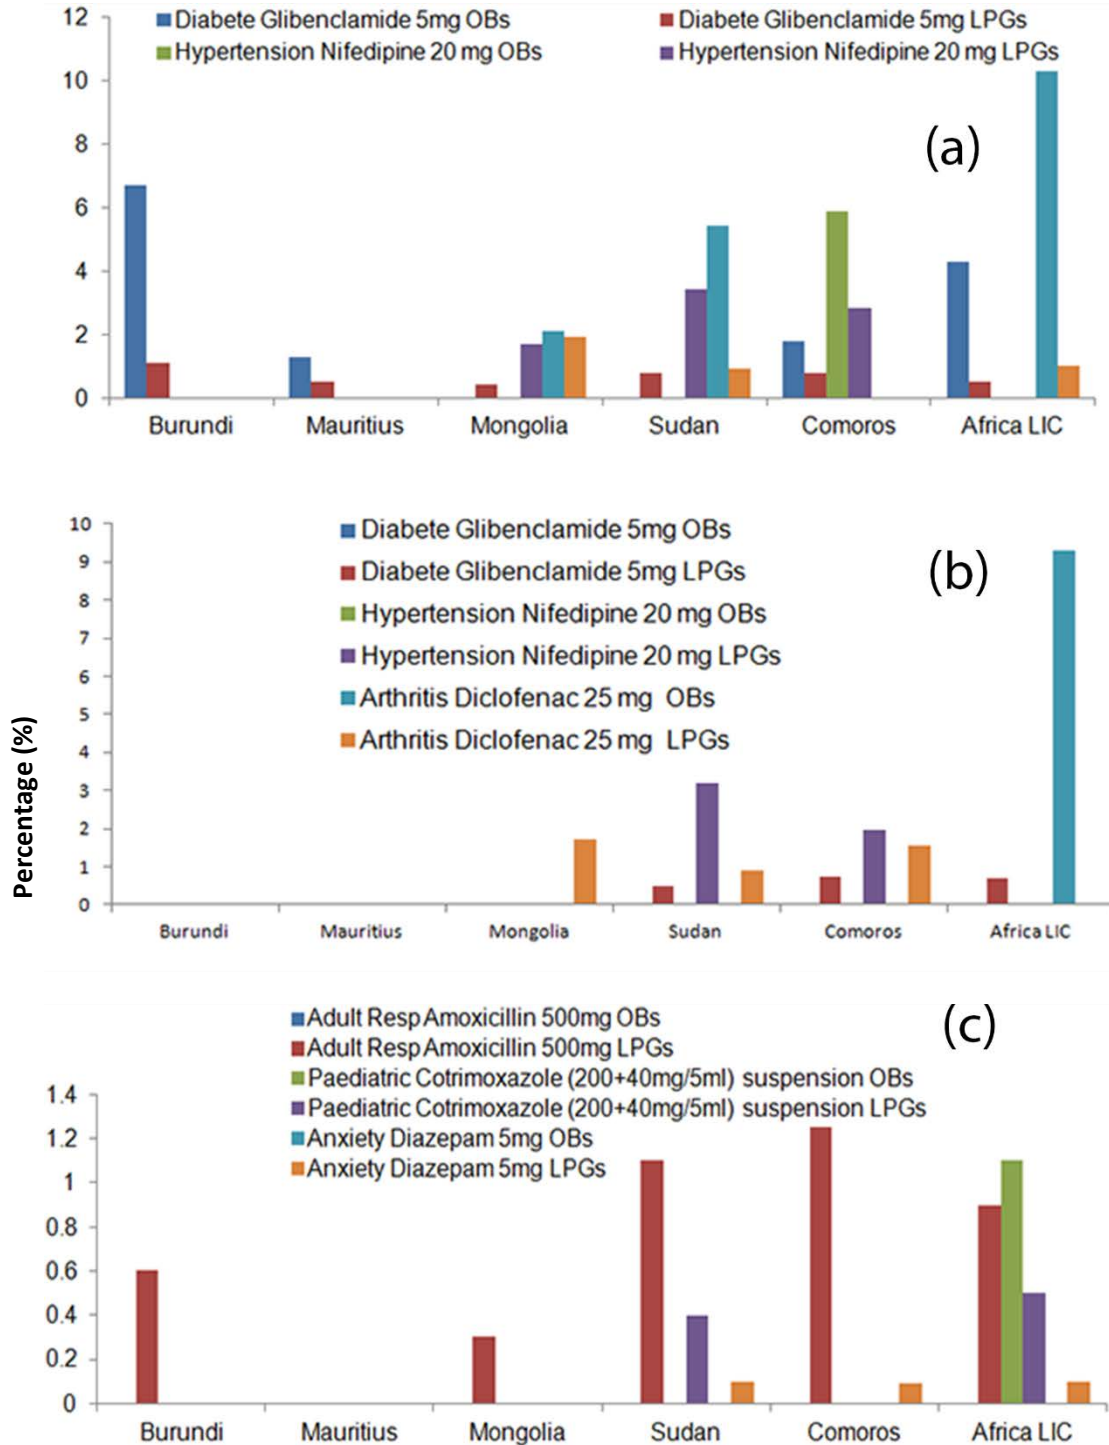 12
Diabete Glibenclamide 5mg OBs
Diabete Glibenclamide 5mg LPGs
Hypertension Nifedipine 20 mg OBs
Hypertension Nifedipine 20 mg LPGs
10
(a)
8
6
4
2
0
Burundi Mauritius Mongolia Sudan Comoros Africa LIC
10
Diabete Glibenclamide 5mg OBs
(b)
9
Diabete Glibenclamide 5mg LPGs
8
Hypertension Nifedipine 20 mg OBs
7
Hypertension Nifedipine 20 mg LPGs
6
Arthritis Diclofenac 25 mg OBs
5
Arthritis Diclofenac 25 mg LPGs
4
3
2
1
0
Percentage (%)
Burundi Mauritius Mongolia Sudan Comoros Africa LIC
Adult Resp Amoxicillin 500mg OBs
(c)
Adult Resp Amoxicillin 500mg LPGs
Paediatric Cotrimoxazole (200+40mg/5ml) suspension OBs
1.4
Paediatric Cotrimoxazole (200+40mg/5ml) suspension LPGs
1.2
Anxiety Diazepam 5mg OBs
Anxiety Diazepam 5mg LPGs
1
0.8
0.6
0.4
0.2
0
Burundi Mauritius Mongolia Sudan Comoros Africa LIC